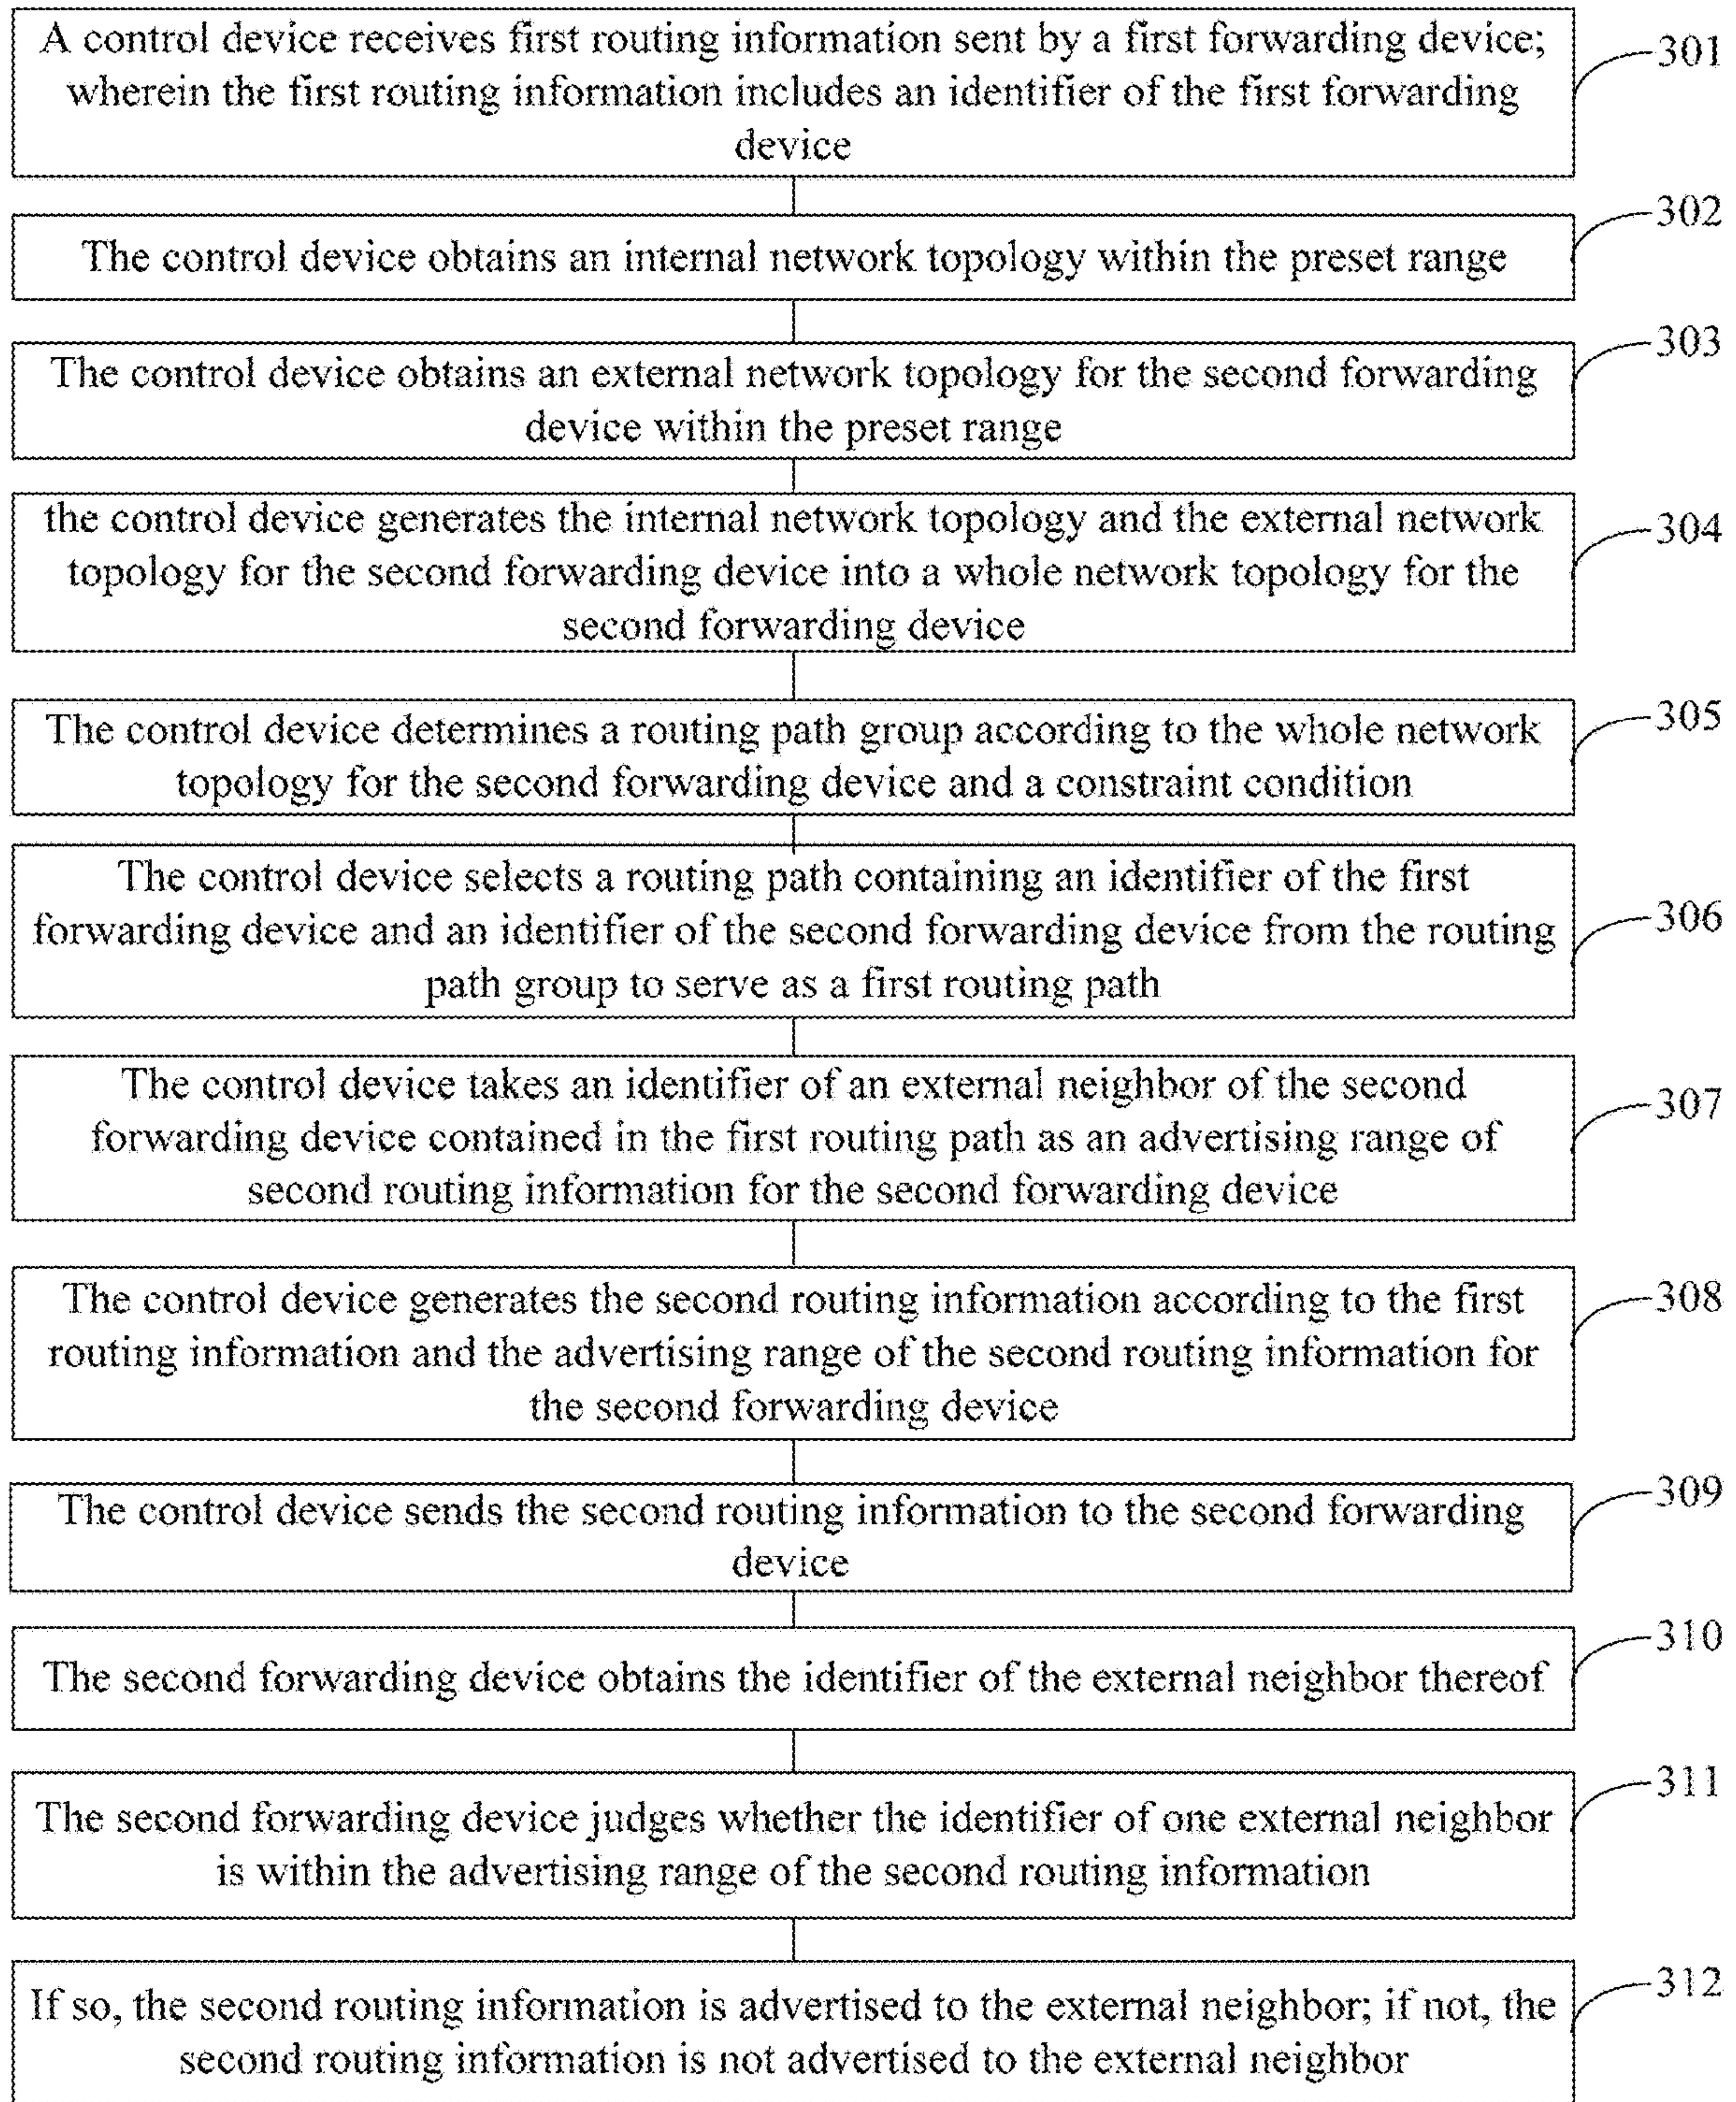 A control device receives first routing information sent by a first forwarding device;
wherein the first routing information includes an identifier of the first forwarding
device
301
302
The control device obtains an internal network topology within the preset range
303
The control device obtains an external network topology for the second forwarding
device within the preset range
the control device generates the internal network topology and the external network
topology for the second forwarding device into a whole network topology for the
second forwarding device
304
The control device determines a routing path group according to the whole network
topology for the second forwarding device and a constraint condition
305
The control device selects a routing path containing an identifier of the first
forwarding device and an identifier of the second forwarding device from the routing
path group to serve as a first routing path
306
The control device takes an identifier of an external neighbor of the second
forwarding device contained in the first routing path as an advertising range of
second routing information for the second forwarding device
307
The control device generates the second routing information according to the first
routing information and the advertising range of the second routing information for
the second forwarding device
308
The control device sends the second routing information to the second forwarding
device
309
310
The second forwarding device obtains the identifier of the external neighbor thereof
311
The second forwarding device judges whether the identifier of one external neighbor
is within the advertising range of the second routing information
If so, the second routing information is advertised to the external neighbor; if not, the
second routing information is not advertised to the external neighbor
312